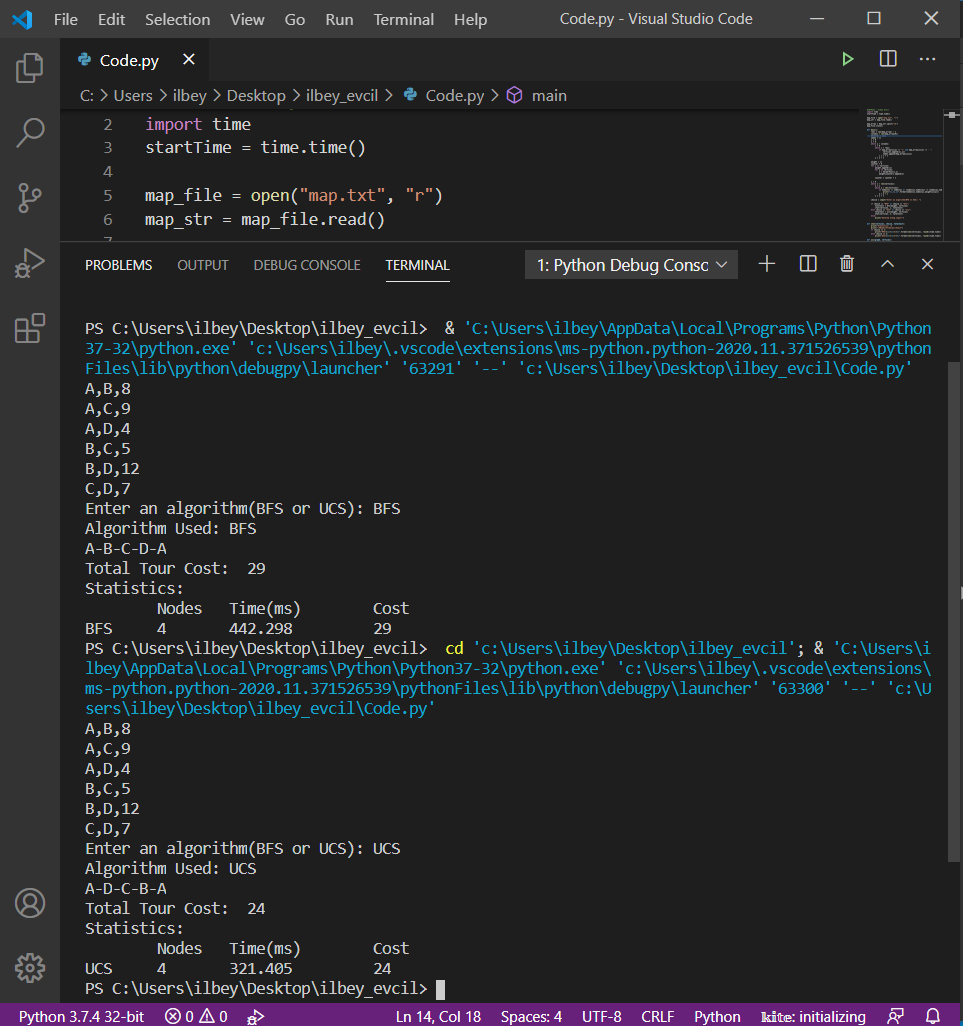 File Edit Selection View Go Run Terminal Help Code.py - Visual Studio Code
Code.py
C: > Users > ilbey > Desktop > ilbey_evcil > Code.py > main
2 import time
3 startTime = time.time()
4
5 map_file = open("map.txt", "r")
6 map_str = map_file.read()
PROBLEMS OUTPUT DEBUG CONSOLE TERMINAL 1: Python Debug Consc
PS C:\Users\ilbey\Desktop\ilbey_evcil> & 'C:\Users\ilbey\AppData\Local\Programs\Python\Python
37-32\python.exe' 'c:\Users\ilbey\.vscode\extensions\ms-python.python-2020.11.371526539\python
Files\lib\python\debugpy\launcher' '63291' '--' 'c:\Users\ilbey\Desktop\ilbey_evcil\Code.py'
A,B,8
A,C,9
A,D,4
B,C,5
B,D,12
C,D,7
Enter an algorithm(BFS or UCS): BFS
Algorithm Used: BFS
A-B-C-D-A
Total Tour Cost:  29
Statistics:
Nodes Time(ms) Cost
BFS 4 442.298 29
PS C:\Users\ilbey\Desktop\ilbey_evcil> cd 'c:\Users\ilbey\Desktop\ilbey_evcil'; & 'C:\Users\i
lbey\AppData\Local\Programs\Python\Python37-32\python.exe' 'c:\Users\ilbey\.vscode\extensions\
ms-python.python-2020.11.371526539\pythonFiles\lib\python\debugpy\launcher' '63300' '--' 'c:\U
sers\ilbey\Desktop\ilbey_evcil\Code.py'
A,B,8
A,C,9
A,D,4
B,C,5
B,D,12
C,D,7
Enter an algorithm(BFS or UCS): UCS
Algorithm Used: UCS
A-D-C-B-A
Total Tour Cost:  24
Statistics:
Nodes Time(ms) Cost
UCS 4 321.405 24
PS C:\Users\ilbey\Desktop\ilbey_evcil>
Python 3.7.4 32-bit 0 0 Ln 14, Col 18 Spaces: 4 UTF-8 CRLF Python kite: initializing